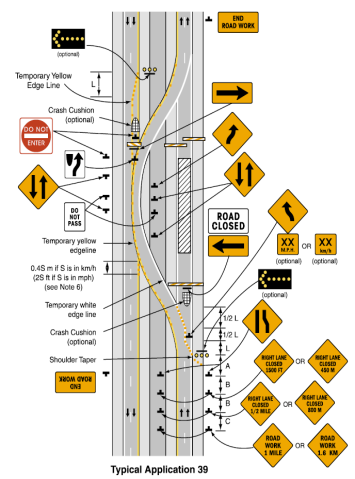 END
ROAD WORK
(optional)
Temporary Yellow
Edge Line
L
Crash Cushion
(optional)
DO NOT
ENTER
DO
NOT
PASS
ROAD
CLOSED
Temporary yellow
edgeline
0.4S m if S is in km/h
(2S ft if S is in mph)
(see Note 6)
XX
M.P.H.
OR
XX
km/h
(optional)
(optional)
Temporary white
edge line
Crash Cushion
(optional)
(optional)
1/2 L
1/2 L
L
Shoulder Taper
A
RIGHT LANE
CLOSED
1500 FT
OR
RIGHT LANE
CLOSED
450 M
END
ROAD WORK
B
B
RIGHT LANE
CLOSED
1/2 MILE
OR
RIGHT LANE
CLOSED
800 M
C
ROAD
WORK
1 MILE
OR
ROAD
WORK
1.6 KM
Typical Application 39